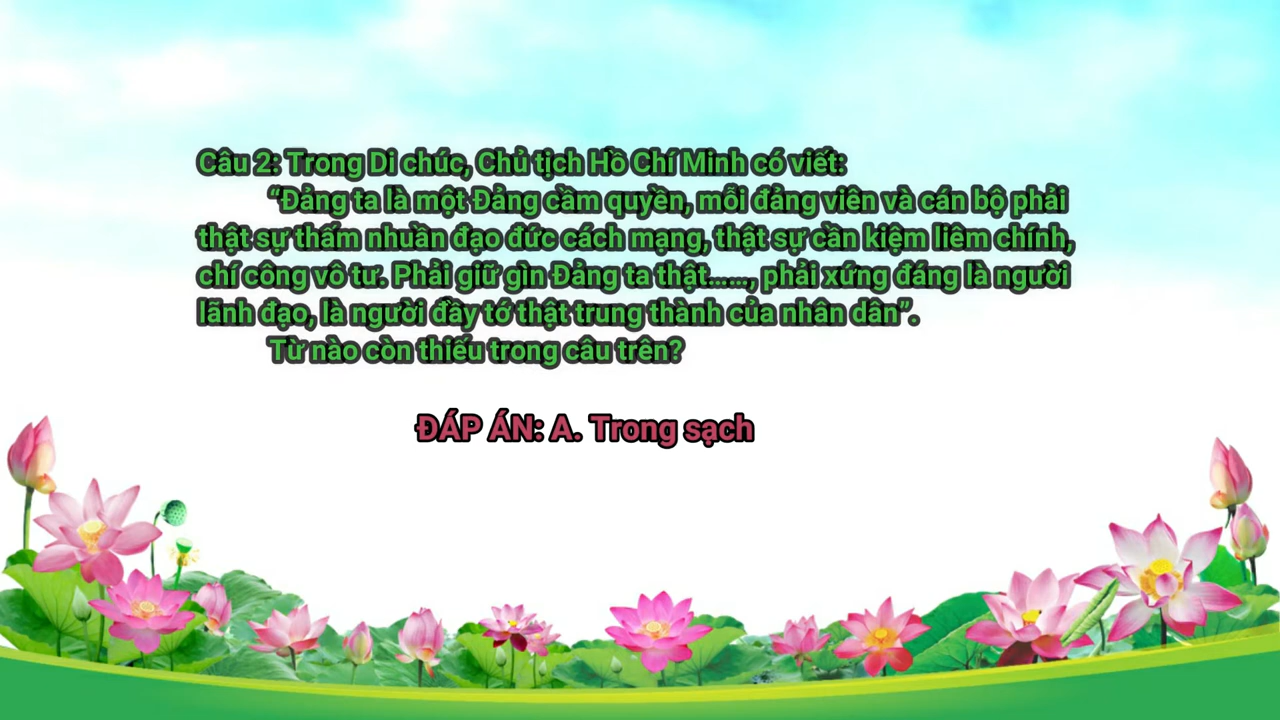 Câu 2: Trong Di chúc, Chủ tịch Hồ Chí Minh có viết:
“Đảng ta là một Đảng cầm quyền, mỗi đảng viên và cán bộ phải
thật sự thấm nhuần đạo đức cách mạng, thật sự cần kiệm liêm chính,
chí công vô tư. Phải giữ gìn Đảng ta thật……, phải xứng đáng là người
lãnh đạo, là người đầy tớ thật trung thành của nhân dân”.
Từ nào còn thiếu trong câu trên?
ĐÁP ÁN: A. Trong sạch